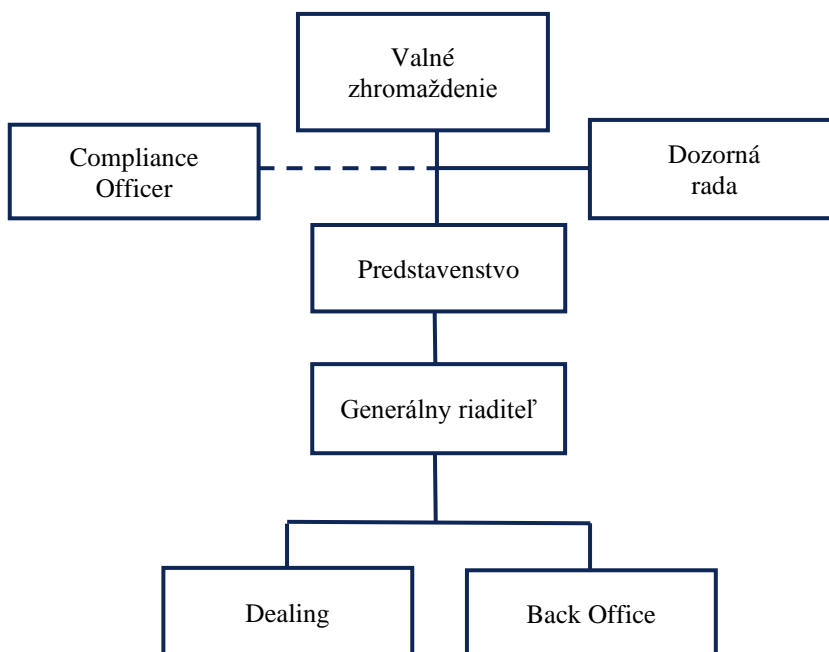 Valné
zhromaždenie
Compliance
Officer
Dozorná
rada
Predstavenstvo
Generálny riaditeľ
Dealing
Back Office